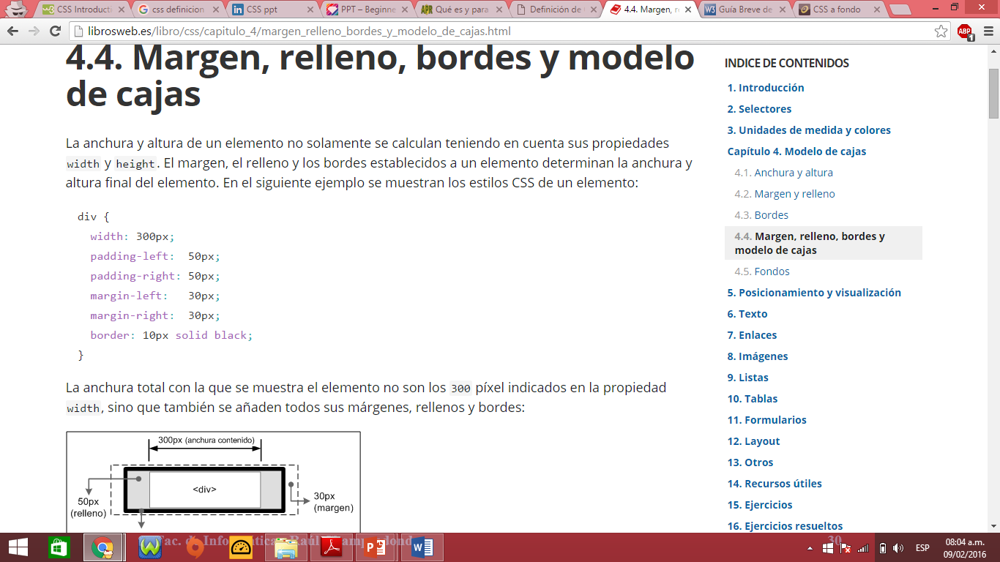 CSS Introducti
css definicion
CSS ppt
PPT – Beginne
Qué es y para
Definición de
4.4. Margen, r
Guía Breve de
CSS a fondo
librosweb.es/libro/css/capitulo_4/margen_relleno_bordes_y_modelo_de_cajas.html
ABP
1
4.4. Margen, relleno, bordes y modelo
de cajas
La anchura y altura de un elemento no solamente se calculan teniendo en cuenta sus propiedades
width y height. El margen, el relleno y los bordes establecidos a un elemento determinan la anchura y
altura final del elemento. En el siguiente ejemplo se muestran los estilos CSS de un elemento:
div {
width: 300px;
padding-left: 50px;
padding-right: 50px;
margin-left: 30px;
margin-right: 30px;
border: 10px solid black;
}
La anchura total con la que se muestra el elemento no son los 300 píxel indicados en la propiedad
width, sino que también se añaden todos sus márgenes, rellenos y bordes:
300px (anchura contenido)
<div>
50px
(relleno)
30px
(margen)
INDICE DE CONTENIDOS
1. Introducción
2. Selectores
3. Unidades de medida y colores
Capítulo 4. Modelo de cajas
4.1. Anchura y altura
4.2. Margen y relleno
4.3. Bordes
4.4. Margen, relleno, bordes y
modelo de cajas
4.5. Fondos
5. Posicionamiento y visualización
6. Texto
7. Enlaces
8. Imágenes
9. Listas
10. Tablas
11. Formularios
12. Layout
13. Otros
14. Recursos útiles
15. Ejercicios
16. Ejercicios resueltos
30
ESP
08:04 a.m.
09/02/2016